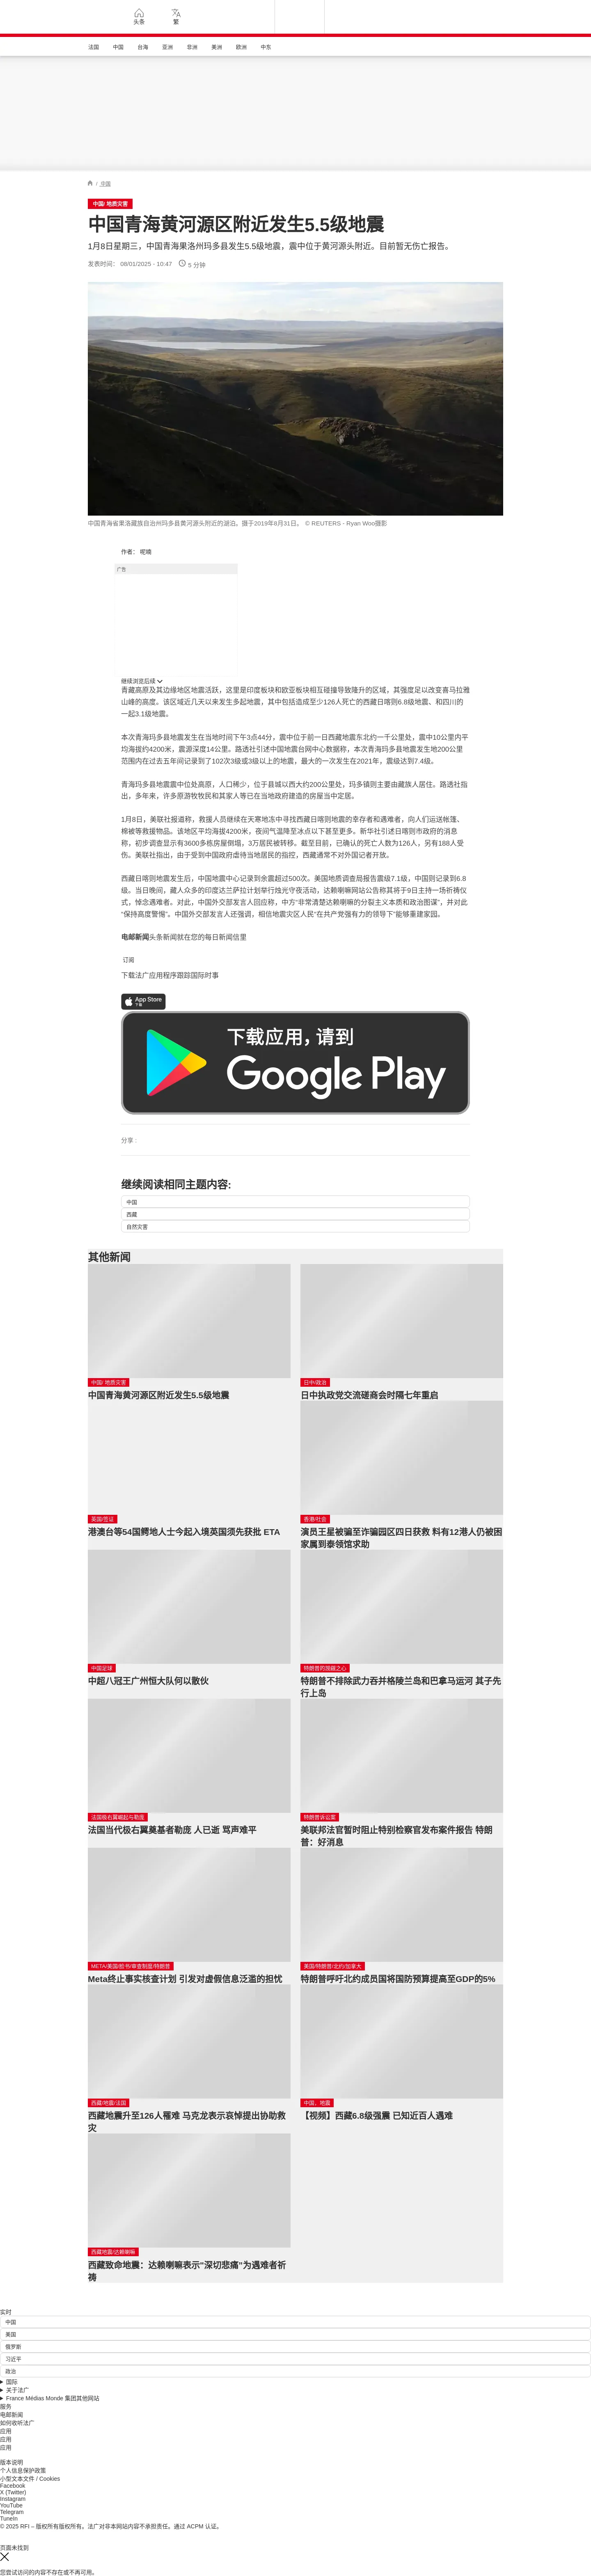 头条
繁
法国 中国 台海 亚洲 非洲 美洲 欧洲 中东
/ 中国
中国/ 地质灾害
中国青海黄河源区附近发生5.5级地震
1月8日星期三，中国青海果洛州玛多县发生5.5级地震，震中位于黄河源头附近。目前暂无伤亡报告。
发表时间： 08/01/2025 - 10:47 5 分钟
中国青海省果洛藏族自治州玛多县黄河源头附近的湖泊。摄于2019年8月31日。 © REUTERS - Ryan Woo摄影
作者： 呢喃
广告
继续浏览后续
青藏高原及其边缘地区地震活跃，这里是印度板块和欧亚板块相互碰撞导致隆升的区域，其强度足以改变喜马拉雅
山峰的高度。该区域近几天以来发生多起地震，其中包括造成至少126人死亡的西藏日喀则6.8级地震、和四川的
一起3.1级地震。
本次青海玛多县地震发生在当地时间下午3点44分，震中位于前一日西藏地震东北约一千公里处，震中10公里内平
均海拔约4200米，震源深度14公里。路透社引述中国地震台网中心数据称，本次青海玛多县地震发生地200公里
范围内在过去五年间记录到了102次3级或3级以上的地震，最大的一次发生在2021年，震级达到7.4级。
青海玛多县地震震中位处高原，人口稀少，位于县城以西大约200公里处，玛多镇则主要由藏族人居住。路透社指
出，多年来，许多原游牧牧民和其家人等已在当地政府建造的房屋当中定居。
1月8日，美联社报道称，救援人员继续在天寒地冻中寻找西藏日喀则地震的幸存者和遇难者，向人们运送帐篷、
棉被等救援物品。该地区平均海拔4200米，夜间气温降至冰点以下甚至更多。新华社引述日喀则市政府的消息
称，初步调查显示有3600多栋房屋倒塌，3万居民被转移。截至目前，已确认的死亡人数为126人，另有188人受
伤。美联社指出，由于受到中国政府虐待当地居民的指控，西藏通常不对外国记者开放。
西藏日喀则地震发生后，中国地震中心记录到余震超过500次。美国地质调查局报告震级7.1级，中国则记录到6.8
级。当日晚间，藏人众多的印度达兰萨拉计划举行烛光守夜活动，达赖喇嘛网站公告称其将于9日主持一场祈祷仪
式，悼念遇难者。对此，中国外交部发言人回应称，中方“非常清楚达赖喇嘛的分裂主义本质和政治图谋”，并对此
“保持高度警惕”。中国外交部发言人还强调，相信地震灾区人民“在共产党强有力的领导下”能够重建家园。
电邮新闻头条新闻就在您的每日新闻信里
订阅
下载法广应用程序跟踪国际时事
App Store
下载
下载应用，请到
Google Play
分享 :
继续阅读相同主题内容:
中国
西藏
自然灾害
其他新闻
中国/ 地质灾害
中国青海黄河源区附近发生5.5级地震
日中/政治
日中执政党交流磋商会时隔七年重启
英国/签证
港澳台等54国鳄地人士今起入境英国须先获批 ETA
香港/社会
演员王星被骗至诈骗园区四日获救 料有12港人仍被困
家属到泰领馆求助
中国足球
中超八冠王广州恒大队何以散伙
特朗普的独踞之心
特朗普不排除武力吞并格陵兰岛和巴拿马运河 其子先
行上岛
法国极右翼崛起与勒庞
法国当代极右翼奠基者勒庞 人已逝 骂声难平
特朗普诉讼案
美联邦法官暂时阻止特别检察官发布案件报告 特朗
普：好消息
META/美国/脸书/审查制度/特朗普
Meta终止事实核查计划 引发对虚假信息泛滥的担忧
美国/特朗普/北约/加拿大
特朗普呼吁北约成员国将国防预算提高至GDP的5%
西藏/地震/法国
西藏地震升至126人罹难 马克龙表示哀悼提出协助救
灾
中国，地震
【视频】西藏6.8级强震 已知近百人遇难
西藏地震/达赖喇嘛
西藏致命地震：达赖喇嘛表示“深切悲痛”为遇难者祈
祷
实时
中国
美国
俄罗斯
习近平
政治
国际
关于法广
France Médias Monde 集团其他网站
服务
电邮新闻
如何收听法广
应用
应用
应用
版本说明
个人信息保护政策
小型文本文件 / Cookies
Facebook
X (Twitter)
Instagram
YouTube
Telegram
TuneIn
© 2025 RFI – 版权所有版权所有。法广对非本网站内容不承担责任。通过 ACPM 认证。
页面未找到
您尝试访问的内容不存在或不再可用。